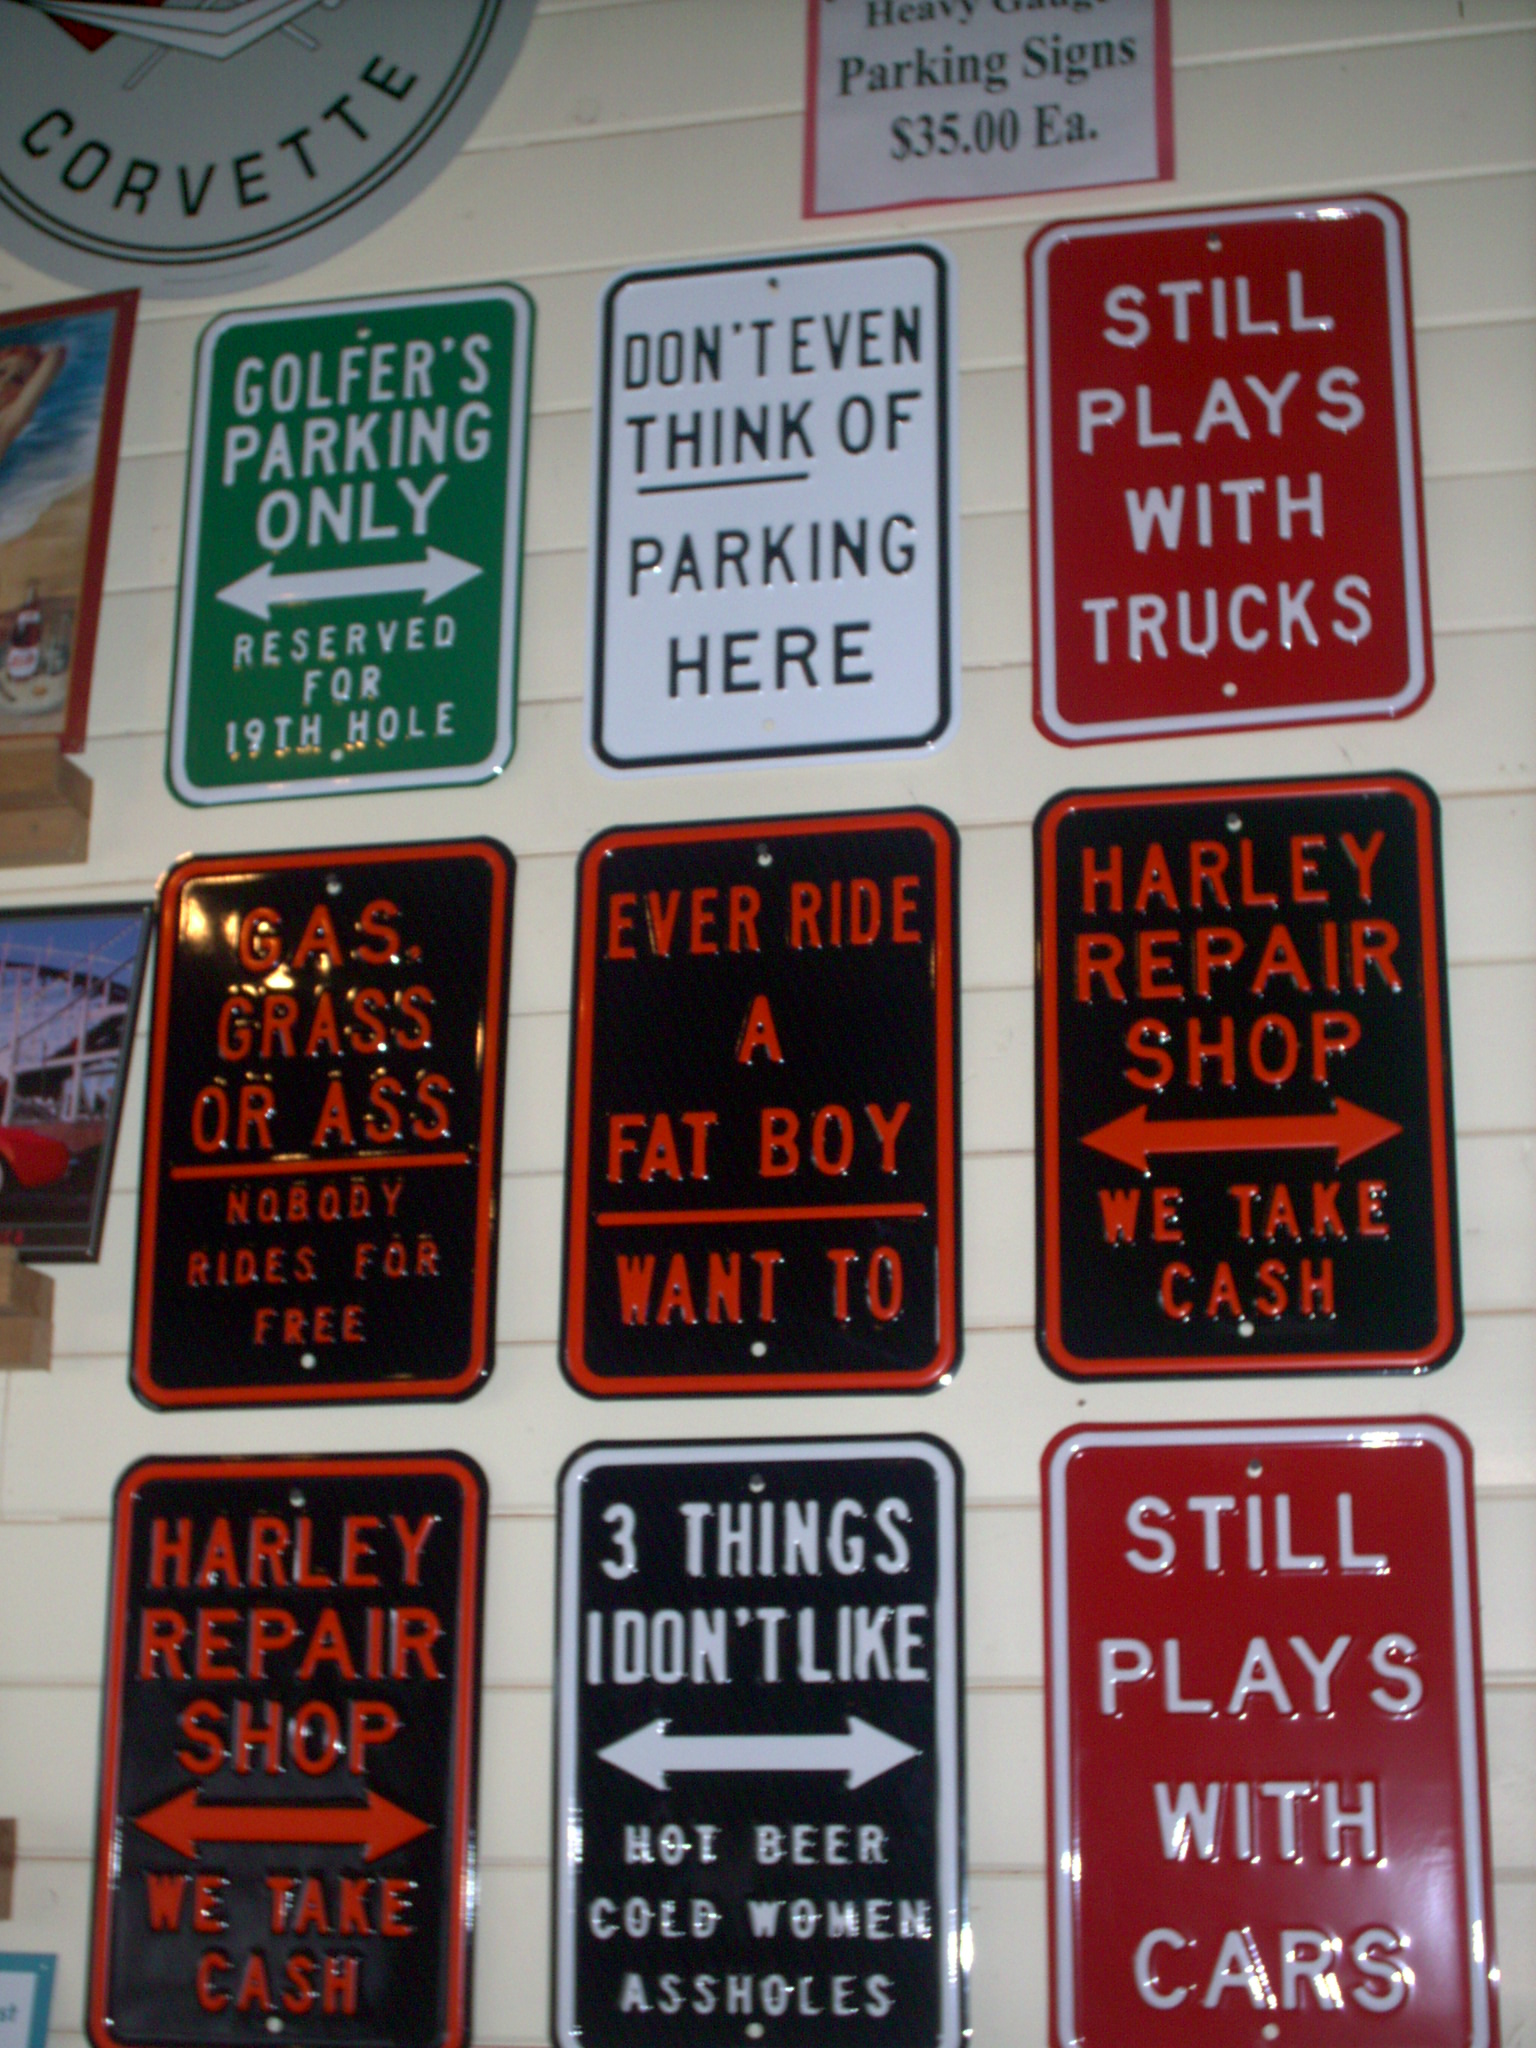 CORVETTE
Heavy Gauge
Parking Signs
$35.00 Ea.
GOLFER'S
PARKING
ONLY
RESERVED
FOR
19TH HOLE
DON'T EVEN
THINK OF
PARKING
HERE
STILL
PLAYS
WITH
TRUCKS
GAS.
GRASS
OR ASS
NOBODY
RIDES FOR
FREE
EVER RIDE
A
FAT BOY
WANT TO
HARLEY
REPAIR
SHOP
WE TAKE
CASH
HARLEY
REPAIR
SHOP
WE TAKE
CASH
3 THINGS
I DON'T LIKE
HOT BEER
COLD WOMEN
ASSHOLES
STILL
PLAYS
WITH
CARS